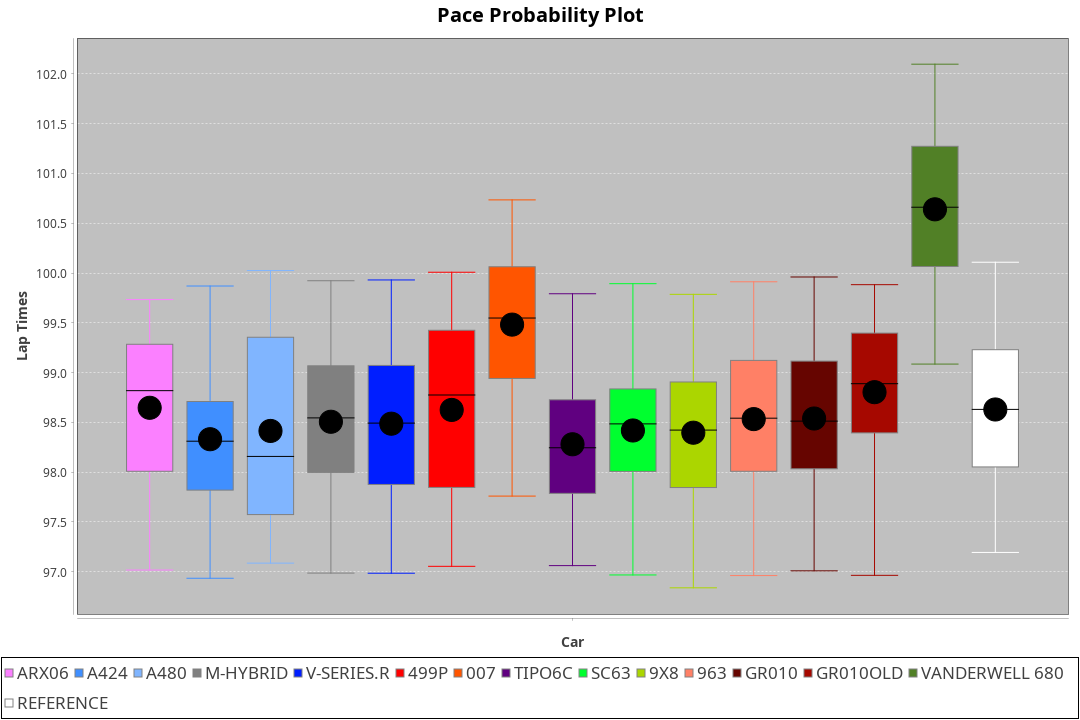 Pace Probability Plot
102.0
101.5
101.0
100.5
100.0
99.5
99.0
98.5
98.0
97.5
97.0
Lap Times
Car
ARX06 A424 A480 M-HYBRID V-SERIES.R 499P 007 TIPO6C SC63 9X8 963 GR010 GR010OLD VANDERWELL 680
REFERENCE